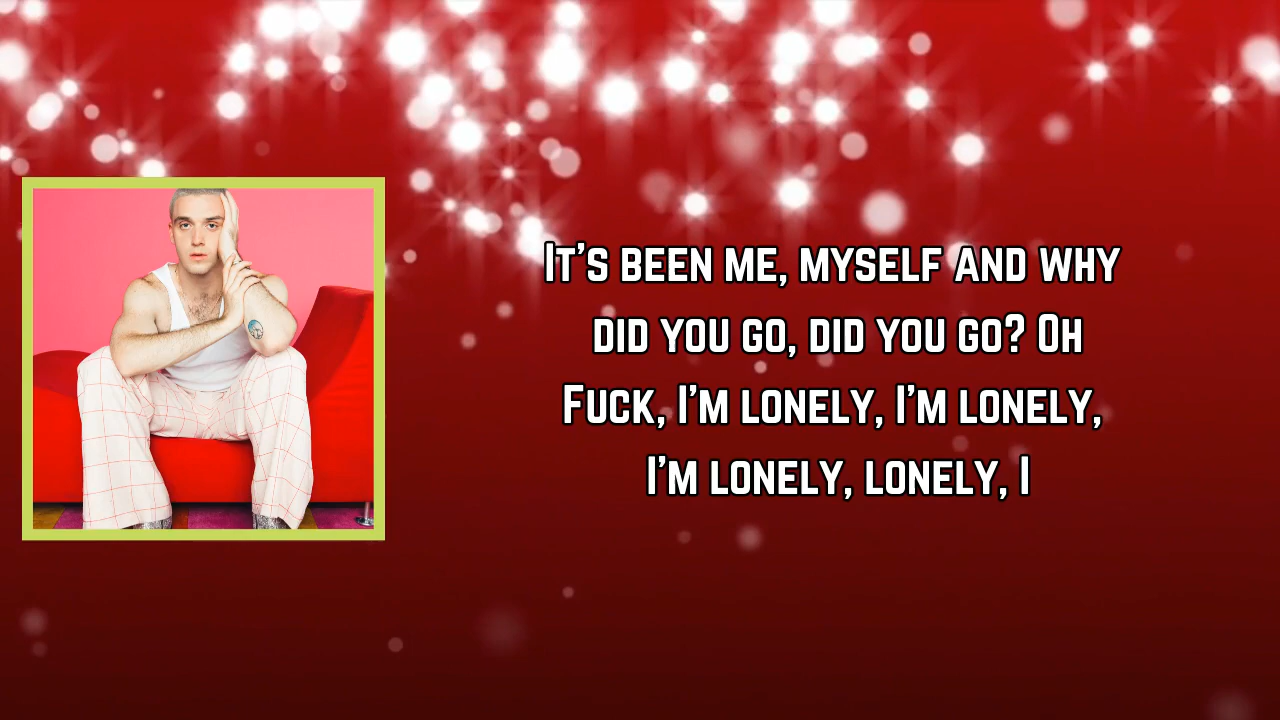 It's been me, myself and why
did you go, did you go? Oh
Fuck, I'm lonely, I'm lonely,
I'm lonely, lonely, I